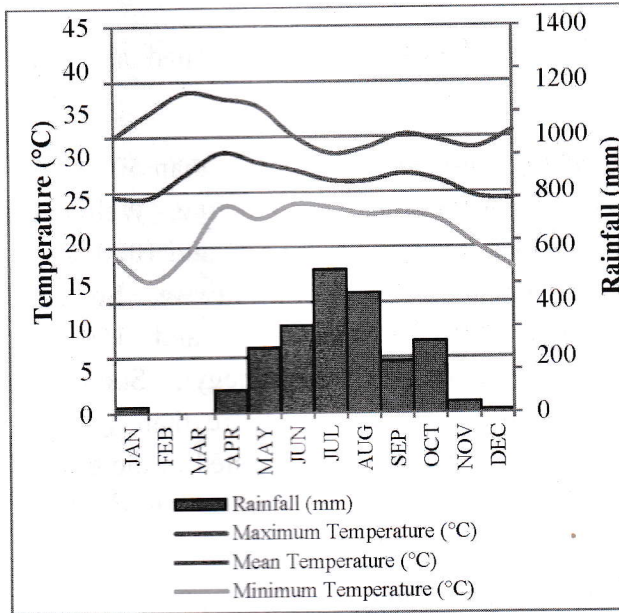 45
40
35
30
25
20
15
10
5
0
Temperature (°C)
1400
1200
1000
800
600
400
200
0
Rainfall (mm)
JAN
FEB
MAR
APR
MAY
JUN
JUL
AUG
SEP
OCT
NOV
DEC
Rainfall (mm)
Maximum Temperature (°C)
Mean Temperature (°C)
Minimum Temperature (°C)